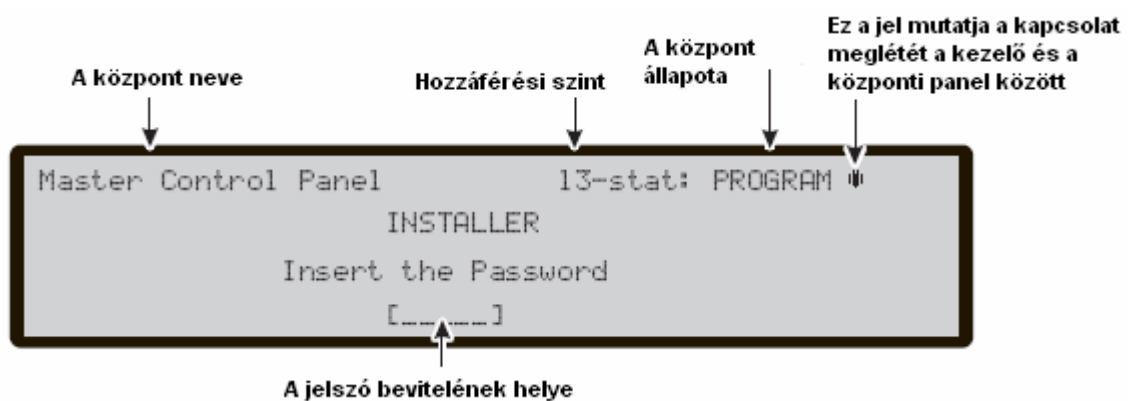 Ez a jel mutatja a kapcsolat
meglétét a kezelő és a
központi panel között
A központ
állapota
Hozzáférési szint
A központ neve
Master Control Panel 13-stat: PROGRAM
INSTALLER
Insert the Password
[_____]
A jelszó bevitelének helye